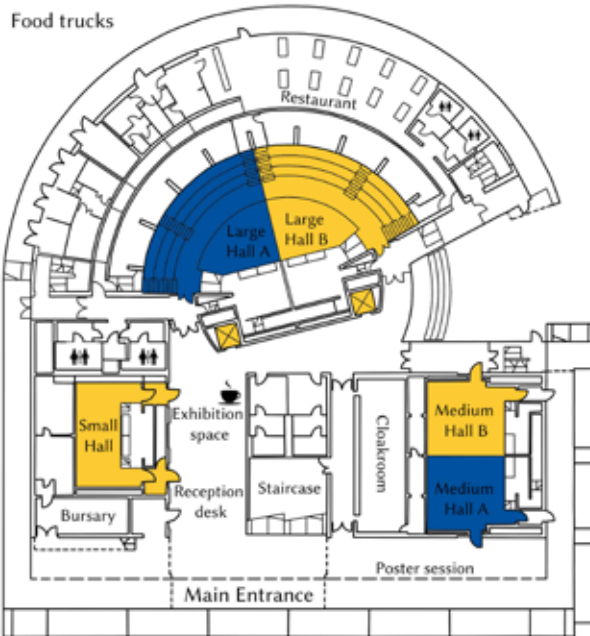 Food trucks
Restaurant
Large
Hall A
Large
Hall B
Small
Hall
Exhibition
space
Reception
desk
Bursary
Staircase
Cloakroom
Medium
Hall B
Medium
Hall A
Poster session
Main Entrance